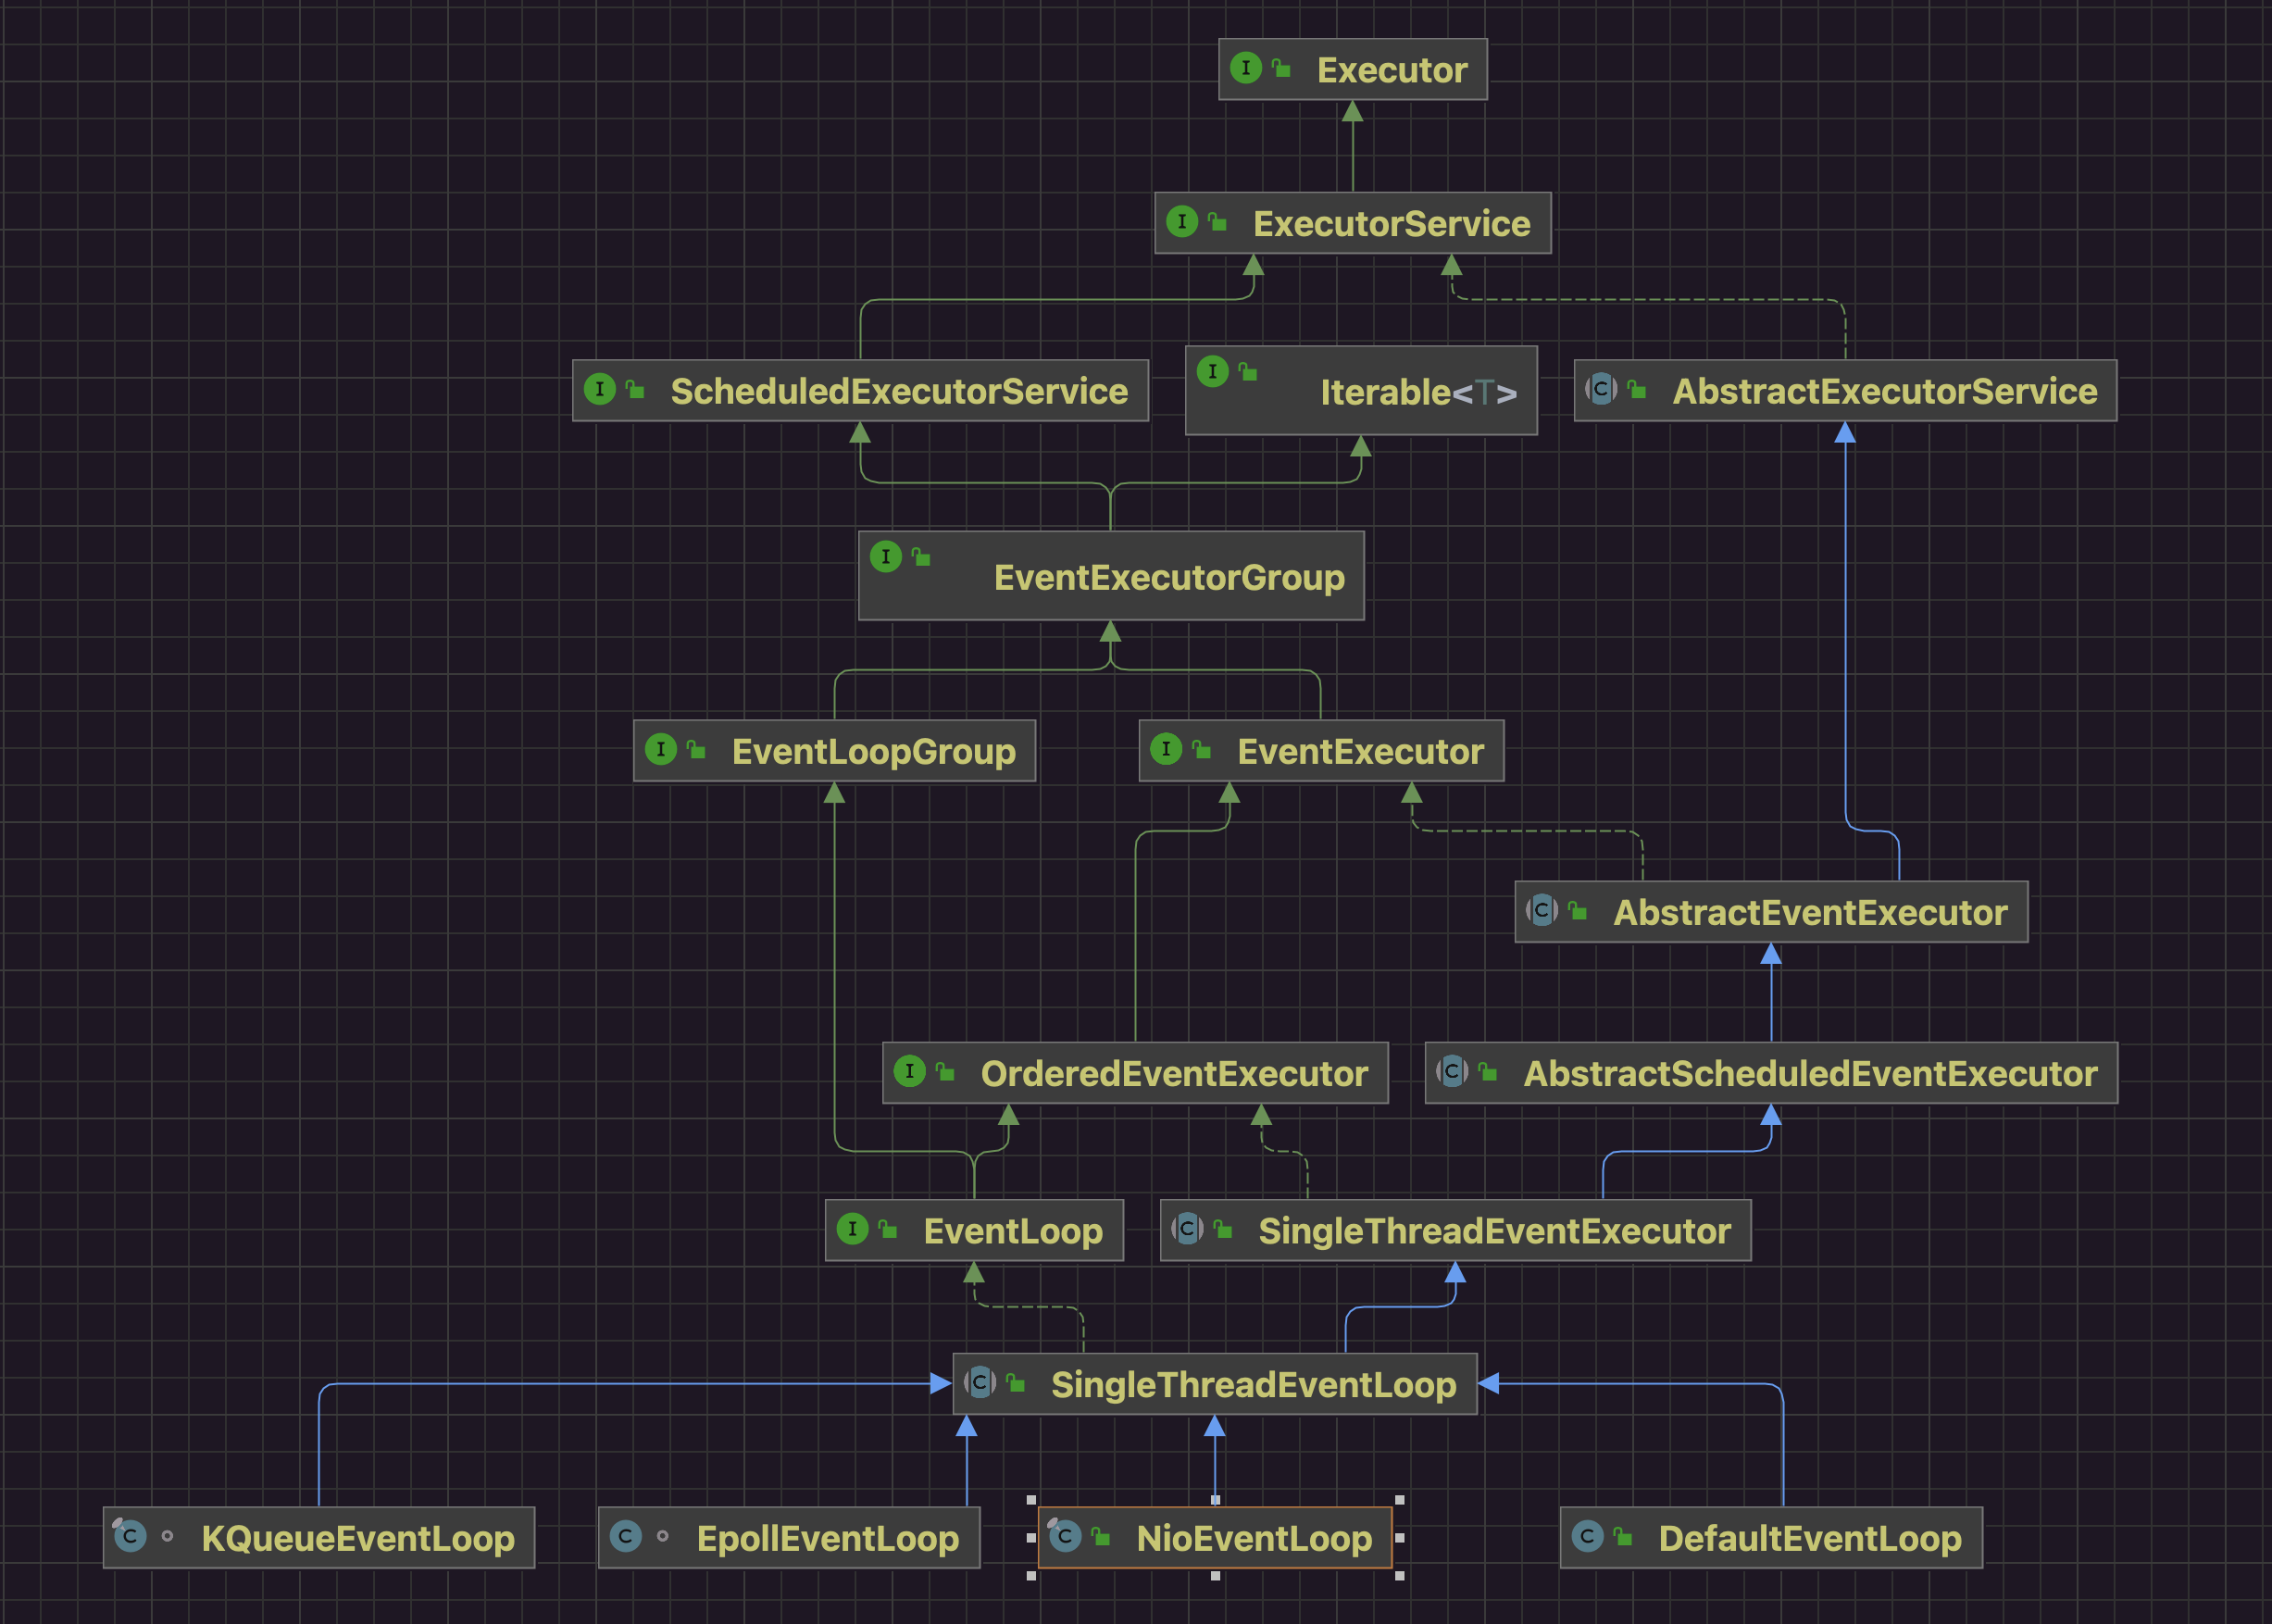 Executor
ExecutorService
ScheduledExecutorService
Iterable<T>
AbstractExecutorService
EventExecutorGroup
EventLoopGroup
EventExecutor
AbstractEventExecutor
OrderedEventExecutor
AbstractScheduledEventExecutor
EventLoop
SingleThreadEventExecutor
SingleThreadEventLoop
KQueueEventLoop
EpollEventLoop
NioEventLoop
DefaultEventLoop